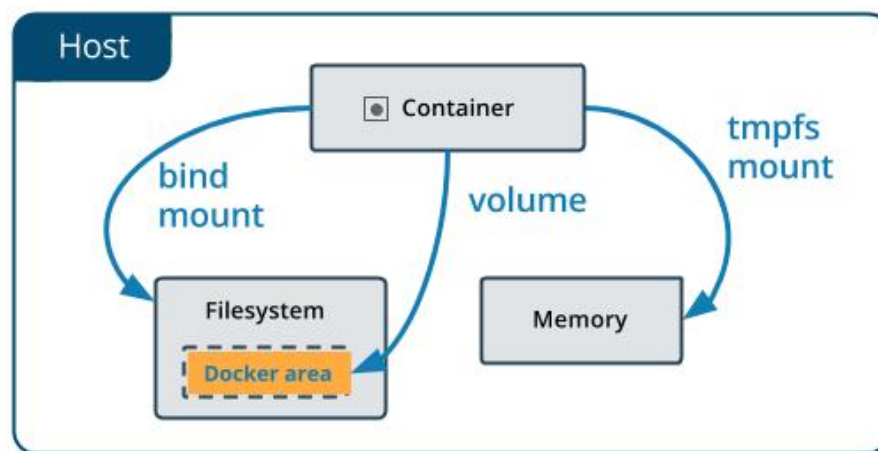 Host
Container
bind
mount
volume
tmpfs
mount
Filesystem
Docker area
Memory